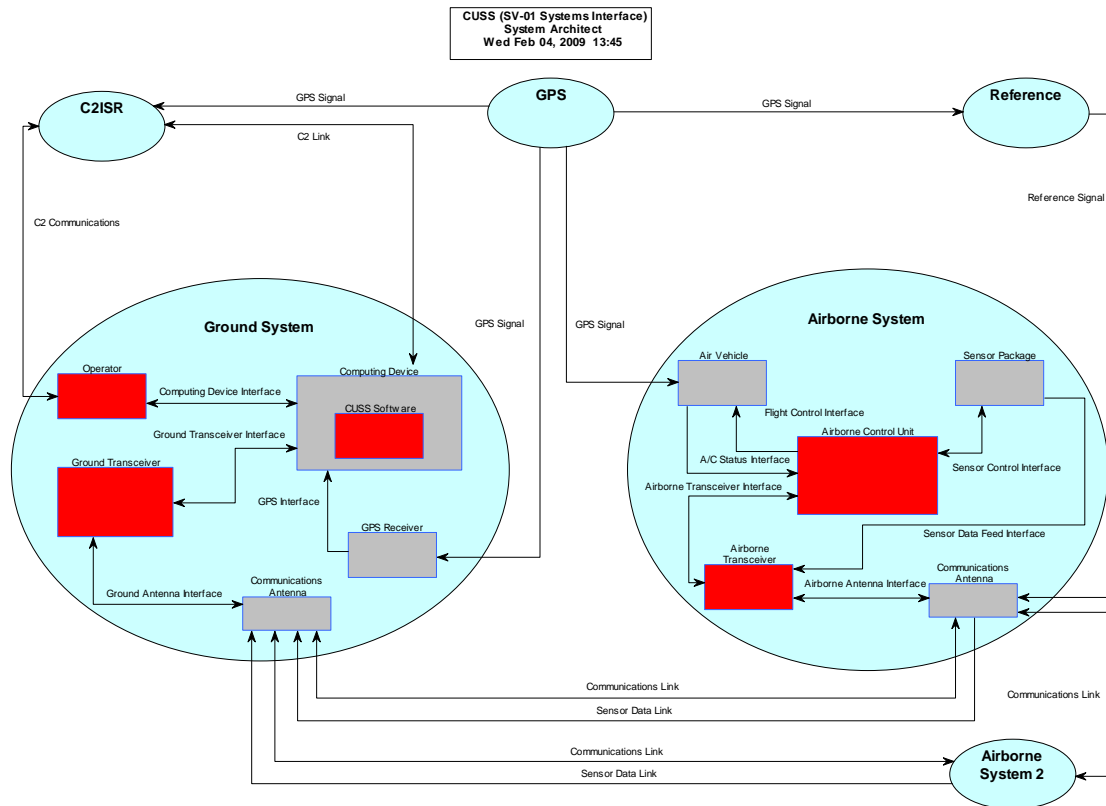 CUSS (SV-01 Systems Interface)
System Architect
Wed Feb 04, 2009 13:45
C2ISR
GPS Signal
GPS
GPS Signal
Reference
C2 Link
Reference Signal
C2 Communications
Ground System
GPS Signal
GPS Signal
Airborne System
Operator
Computing Device Interface
Computing Device
CUSS Software
Ground Transceiver Interface
Ground Transceiver
GPS Interface
GPS Receiver
Communications
Antenna
Ground Antenna Interface
Air Vehicle
Sensor Package
Flight Control Interface
Airborne Control Unit
A/C Status Interface
Sensor Control Interface
Airborne Transceiver Interface
Sensor Data Feed Interface
Airborne
Transceiver
Airborne Antenna Interface
Communications
Antenna
Communications Link
Communications Link
Sensor Data Link
Communications Link
Sensor Data Link
Airborne
System 2